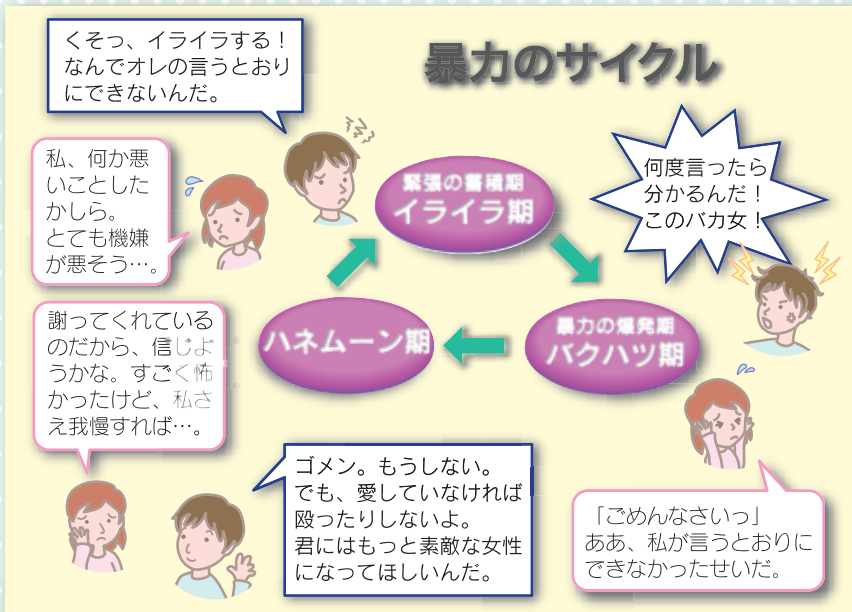 暴力のサイクル
くそっ、イライラする！
なんでオレの言うとおり
にできないんだ。
私、何か悪
いことした
かしら。
とても機嫌
が悪そう…。
緊張の蓄積期
イライラ期
何度言ったら
分かるんだ！
このバカ女！
暴力の爆発期
バクハツ期
「ごめんなさいっ」
ああ、私が言うとおりに
できなかったせいだ。
ハネムーン期
ゴメン。もうしない。
でも、愛していなければ
殴ったりしないよ。
君にはもっと素敵な女性
になってほしいんだ。
謝ってくれている
のだから、信じよ
うかな。すごく怖
かったけど、私さ
え我慢すれば…。